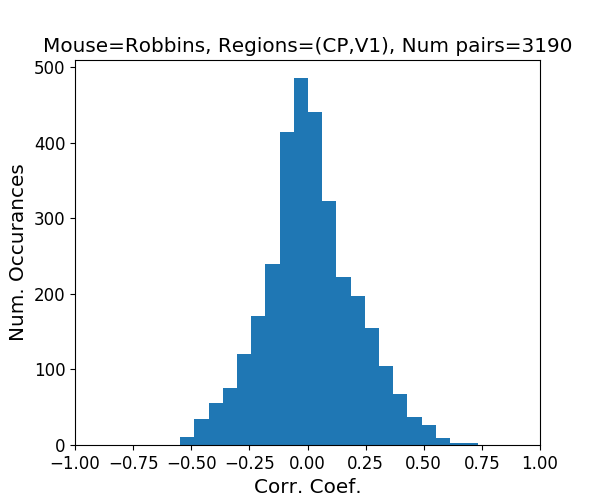 Mouse=Robbins, Regions=(CP,V1), Num pairs=3190
500
400
300
200
100
0
Num. Occurances
−1.00 −0.75 −0.50 −0.25 0.00 0.25 0.50 0.75 1.00
Corr. Coef.